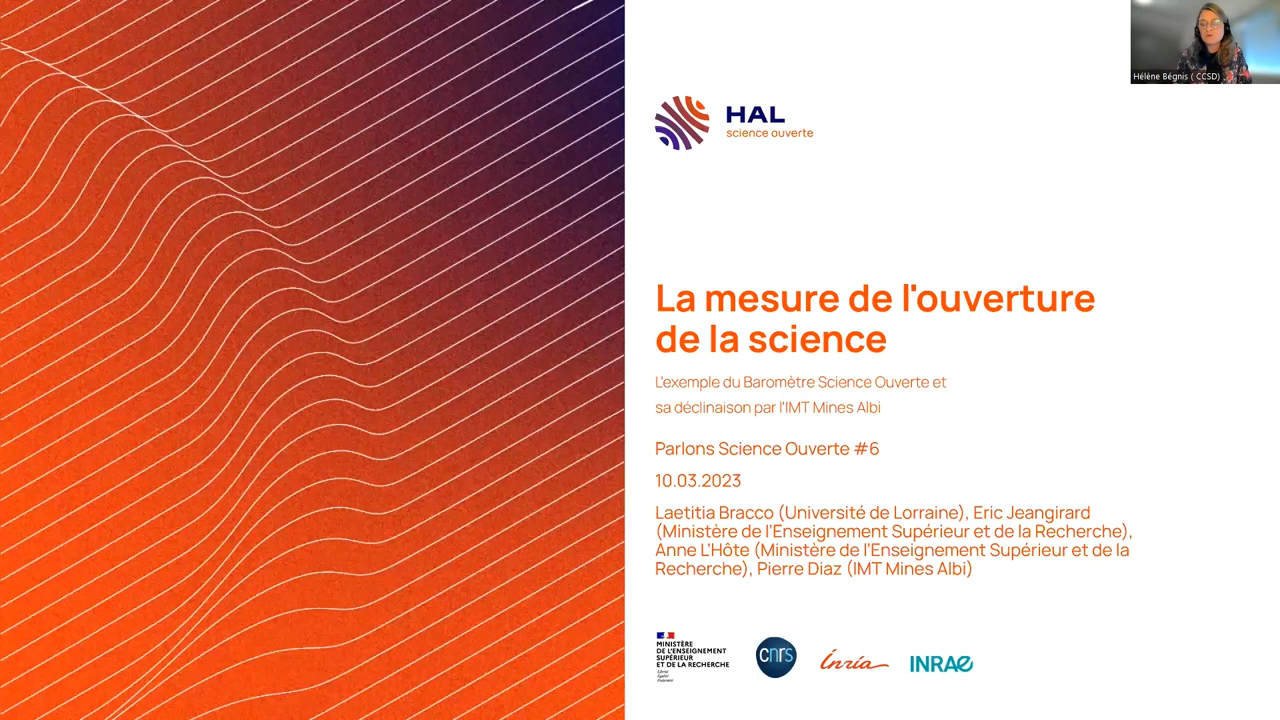 Hélène Bégnis ( CCSD)
HAL
science ouverte
La mesure de l'ouverture
de la science
L'exemple du Baromètre Science Ouverte et
sa déclinaison par l'IMT Mines Albi
Parlons Science Ouverte #6
10.03.2023
Laetitia Bracco (Université de Lorraine), Eric Jeangirard
(Ministère de l'Enseignement Supérieur et de la Recherche),
Anne L'Hôte (Ministère de l'Enseignement Supérieur et de la
Recherche), Pierre Diaz (IMT Mines Albi)
MINISTÈRE
DE L'ENSEIGNEMENT
SUPÉRIEUR
ET DE LA RECHERCHE
Liberté
Égalité
Fraternité
cnrs
Inria
INRAE